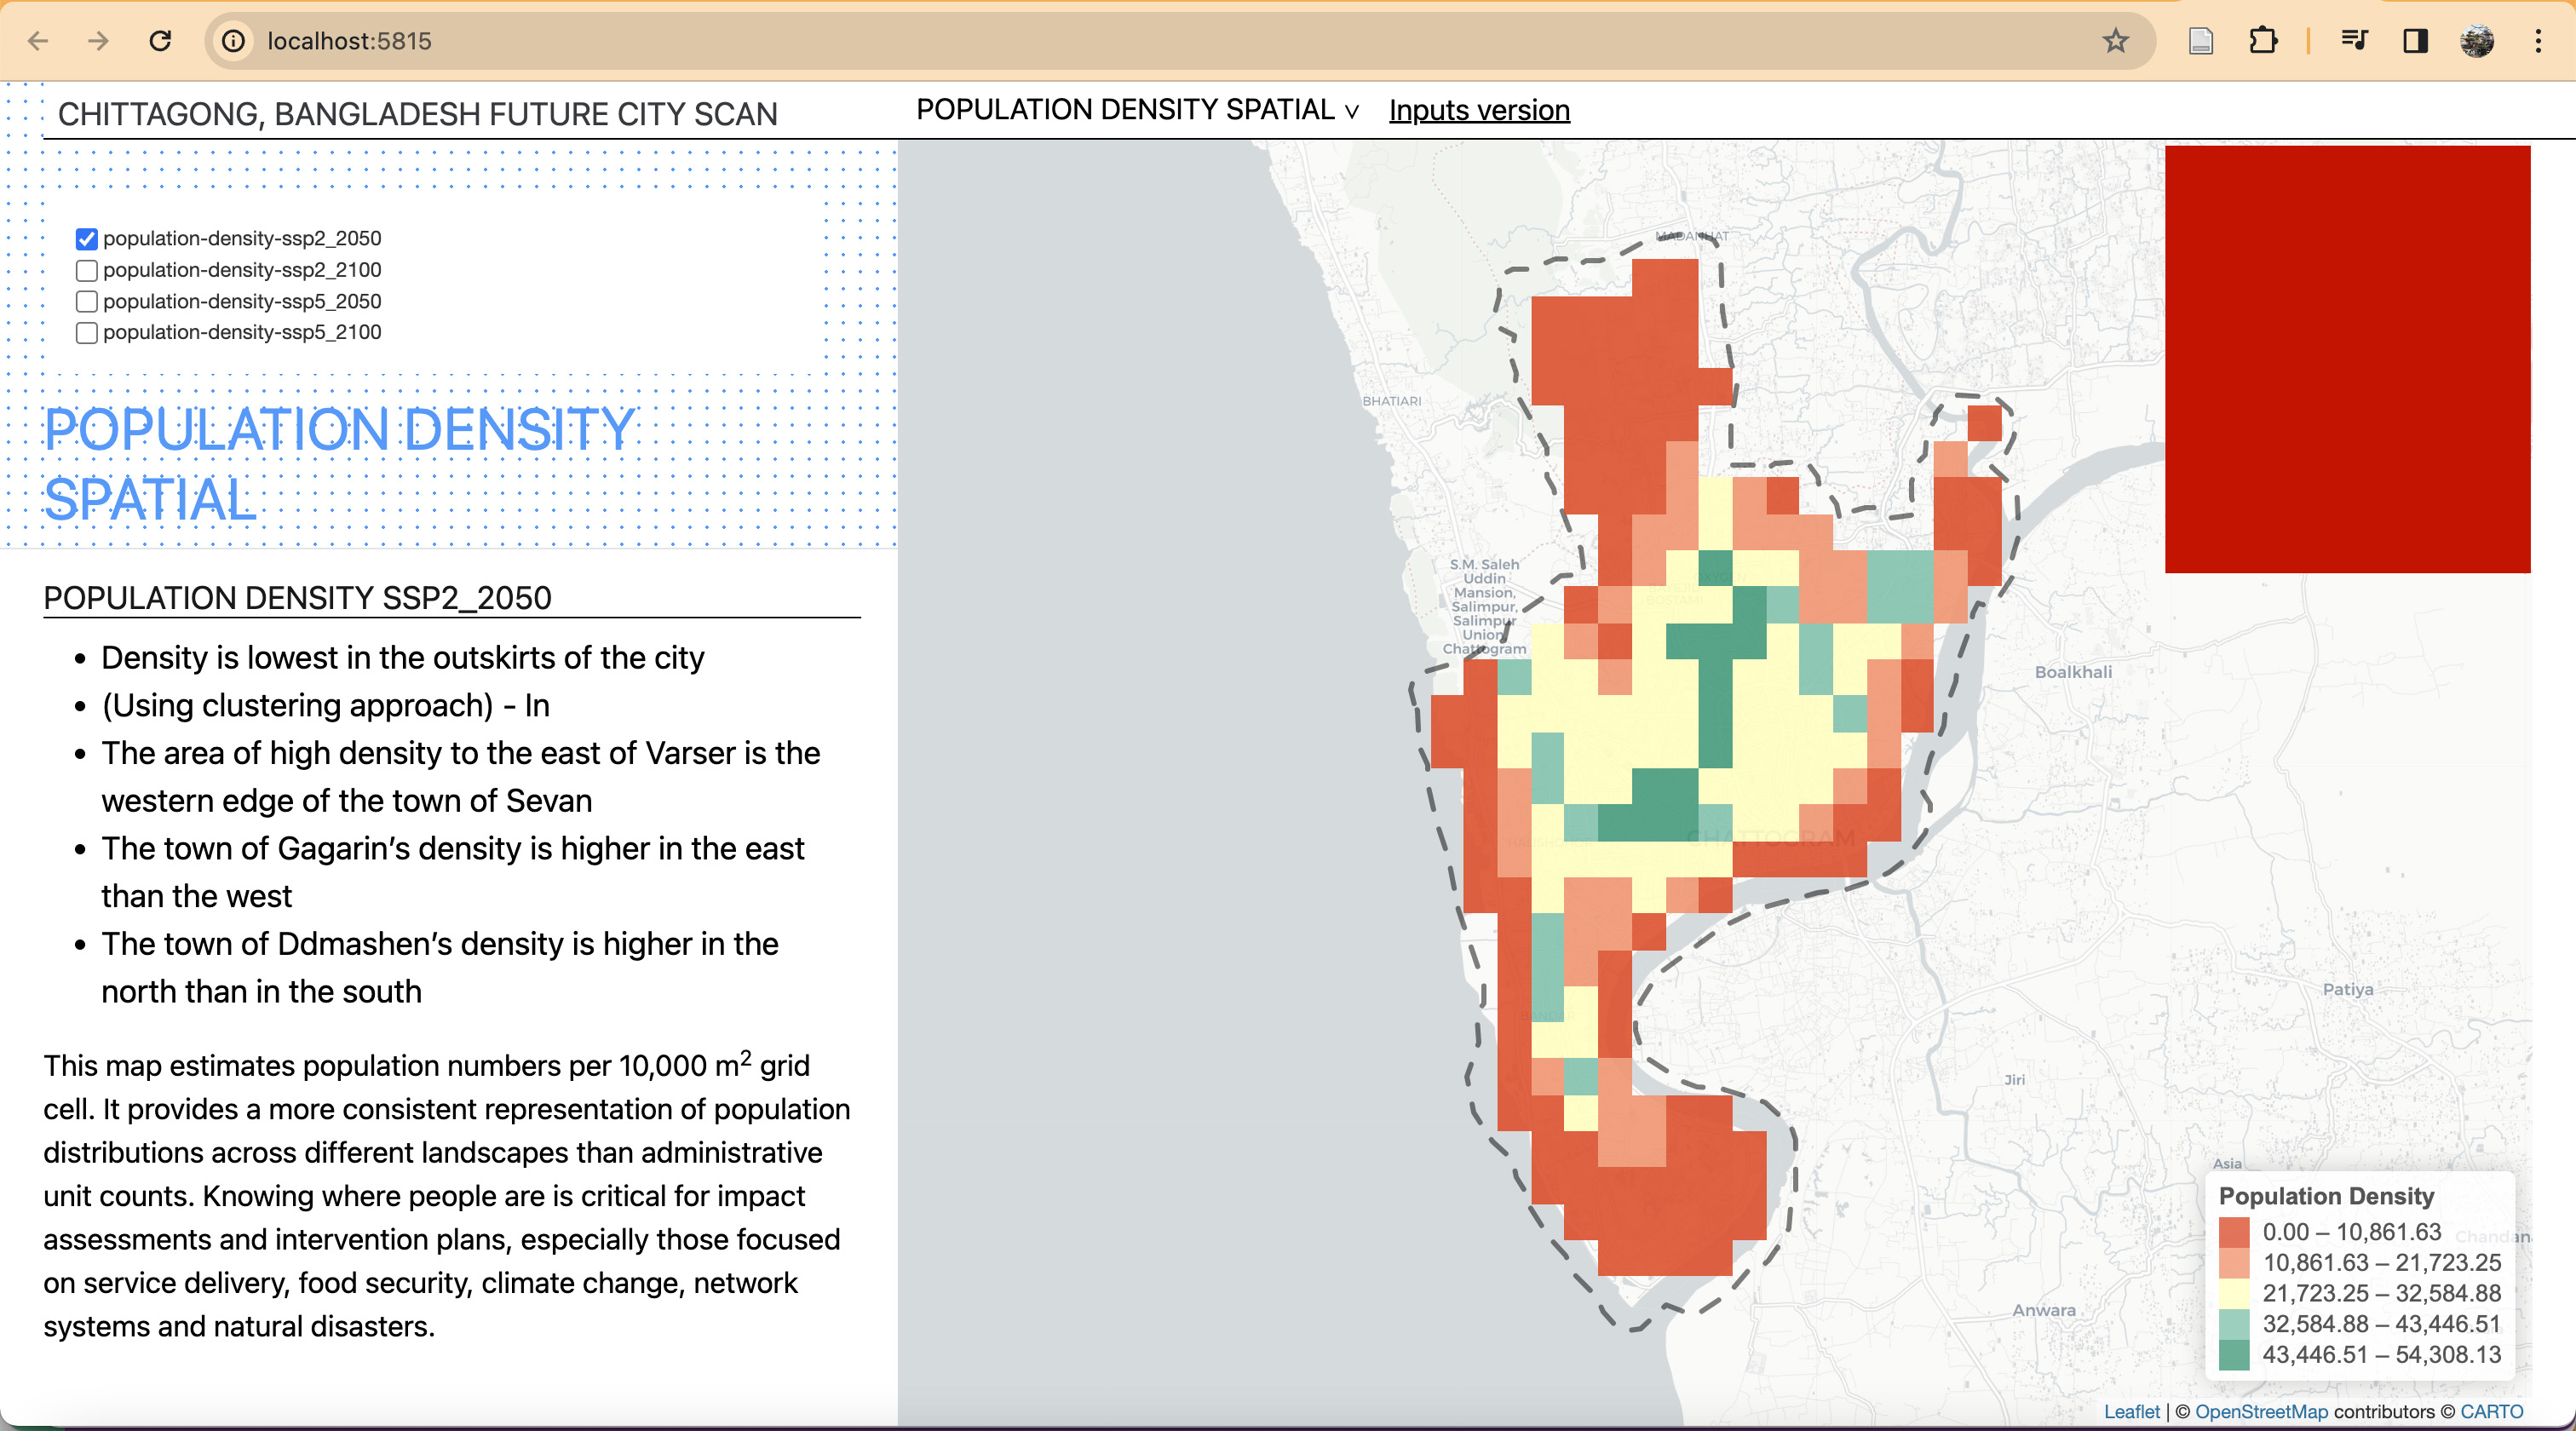 localhost:5815
CHITTAGONG, BANGLADESH FUTURE CITY SCAN
POPULATION DENSITY SPATIAL ˅
Inputs version
population-density-ssp2_2050
population-density-ssp2_2100
population-density-ssp5_2050
population-density-ssp5_2100
POPULATION DENSITY
SPATIAL
POPULATION DENSITY SSP2_2050
• Density is lowest in the outskirts of the city
• (Using clustering approach) - In
• The area of high density to the east of Varser is the
western edge of the town of Sevan
• The town of Gagarin’s density is higher in the east
than the west
• The town of Ddmashen’s density is higher in the
north than in the south
This map estimates population numbers per 10,000 m² grid
cell. It provides a more consistent representation of population
distributions across different landscapes than administrative
unit counts. Knowing where people are is critical for impact
assessments and intervention plans, especially those focused
on service delivery, food security, climate change, network
systems and natural disasters.
MADANHAT
BHATIARI
S.M. Saleh
Uddin
Mansion,
Salimpur,
Salimpur
Union,
Chattogram
Boalkhali
CHATTOGRAM
BANDAR
Patiya
Jiri
Asia
Anwara
Population Density
0.00 – 10,861.63
10,861.63 – 21,723.25
21,723.25 – 32,584.88
32,584.88 – 43,446.51
43,446.51 – 54,308.13
Leaflet | © OpenStreetMap contributors © CARTO